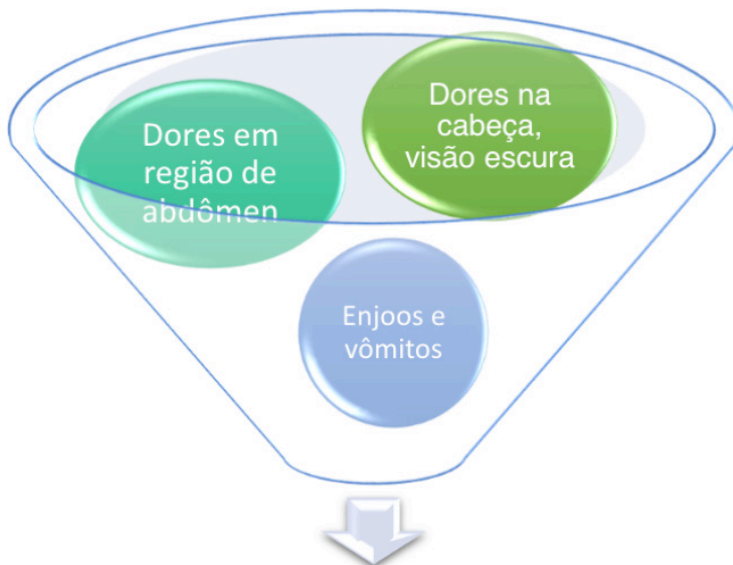 Dores em
região de
abdômen
Dores na
cabeça,
visão escura
Enjoos e
vômitos